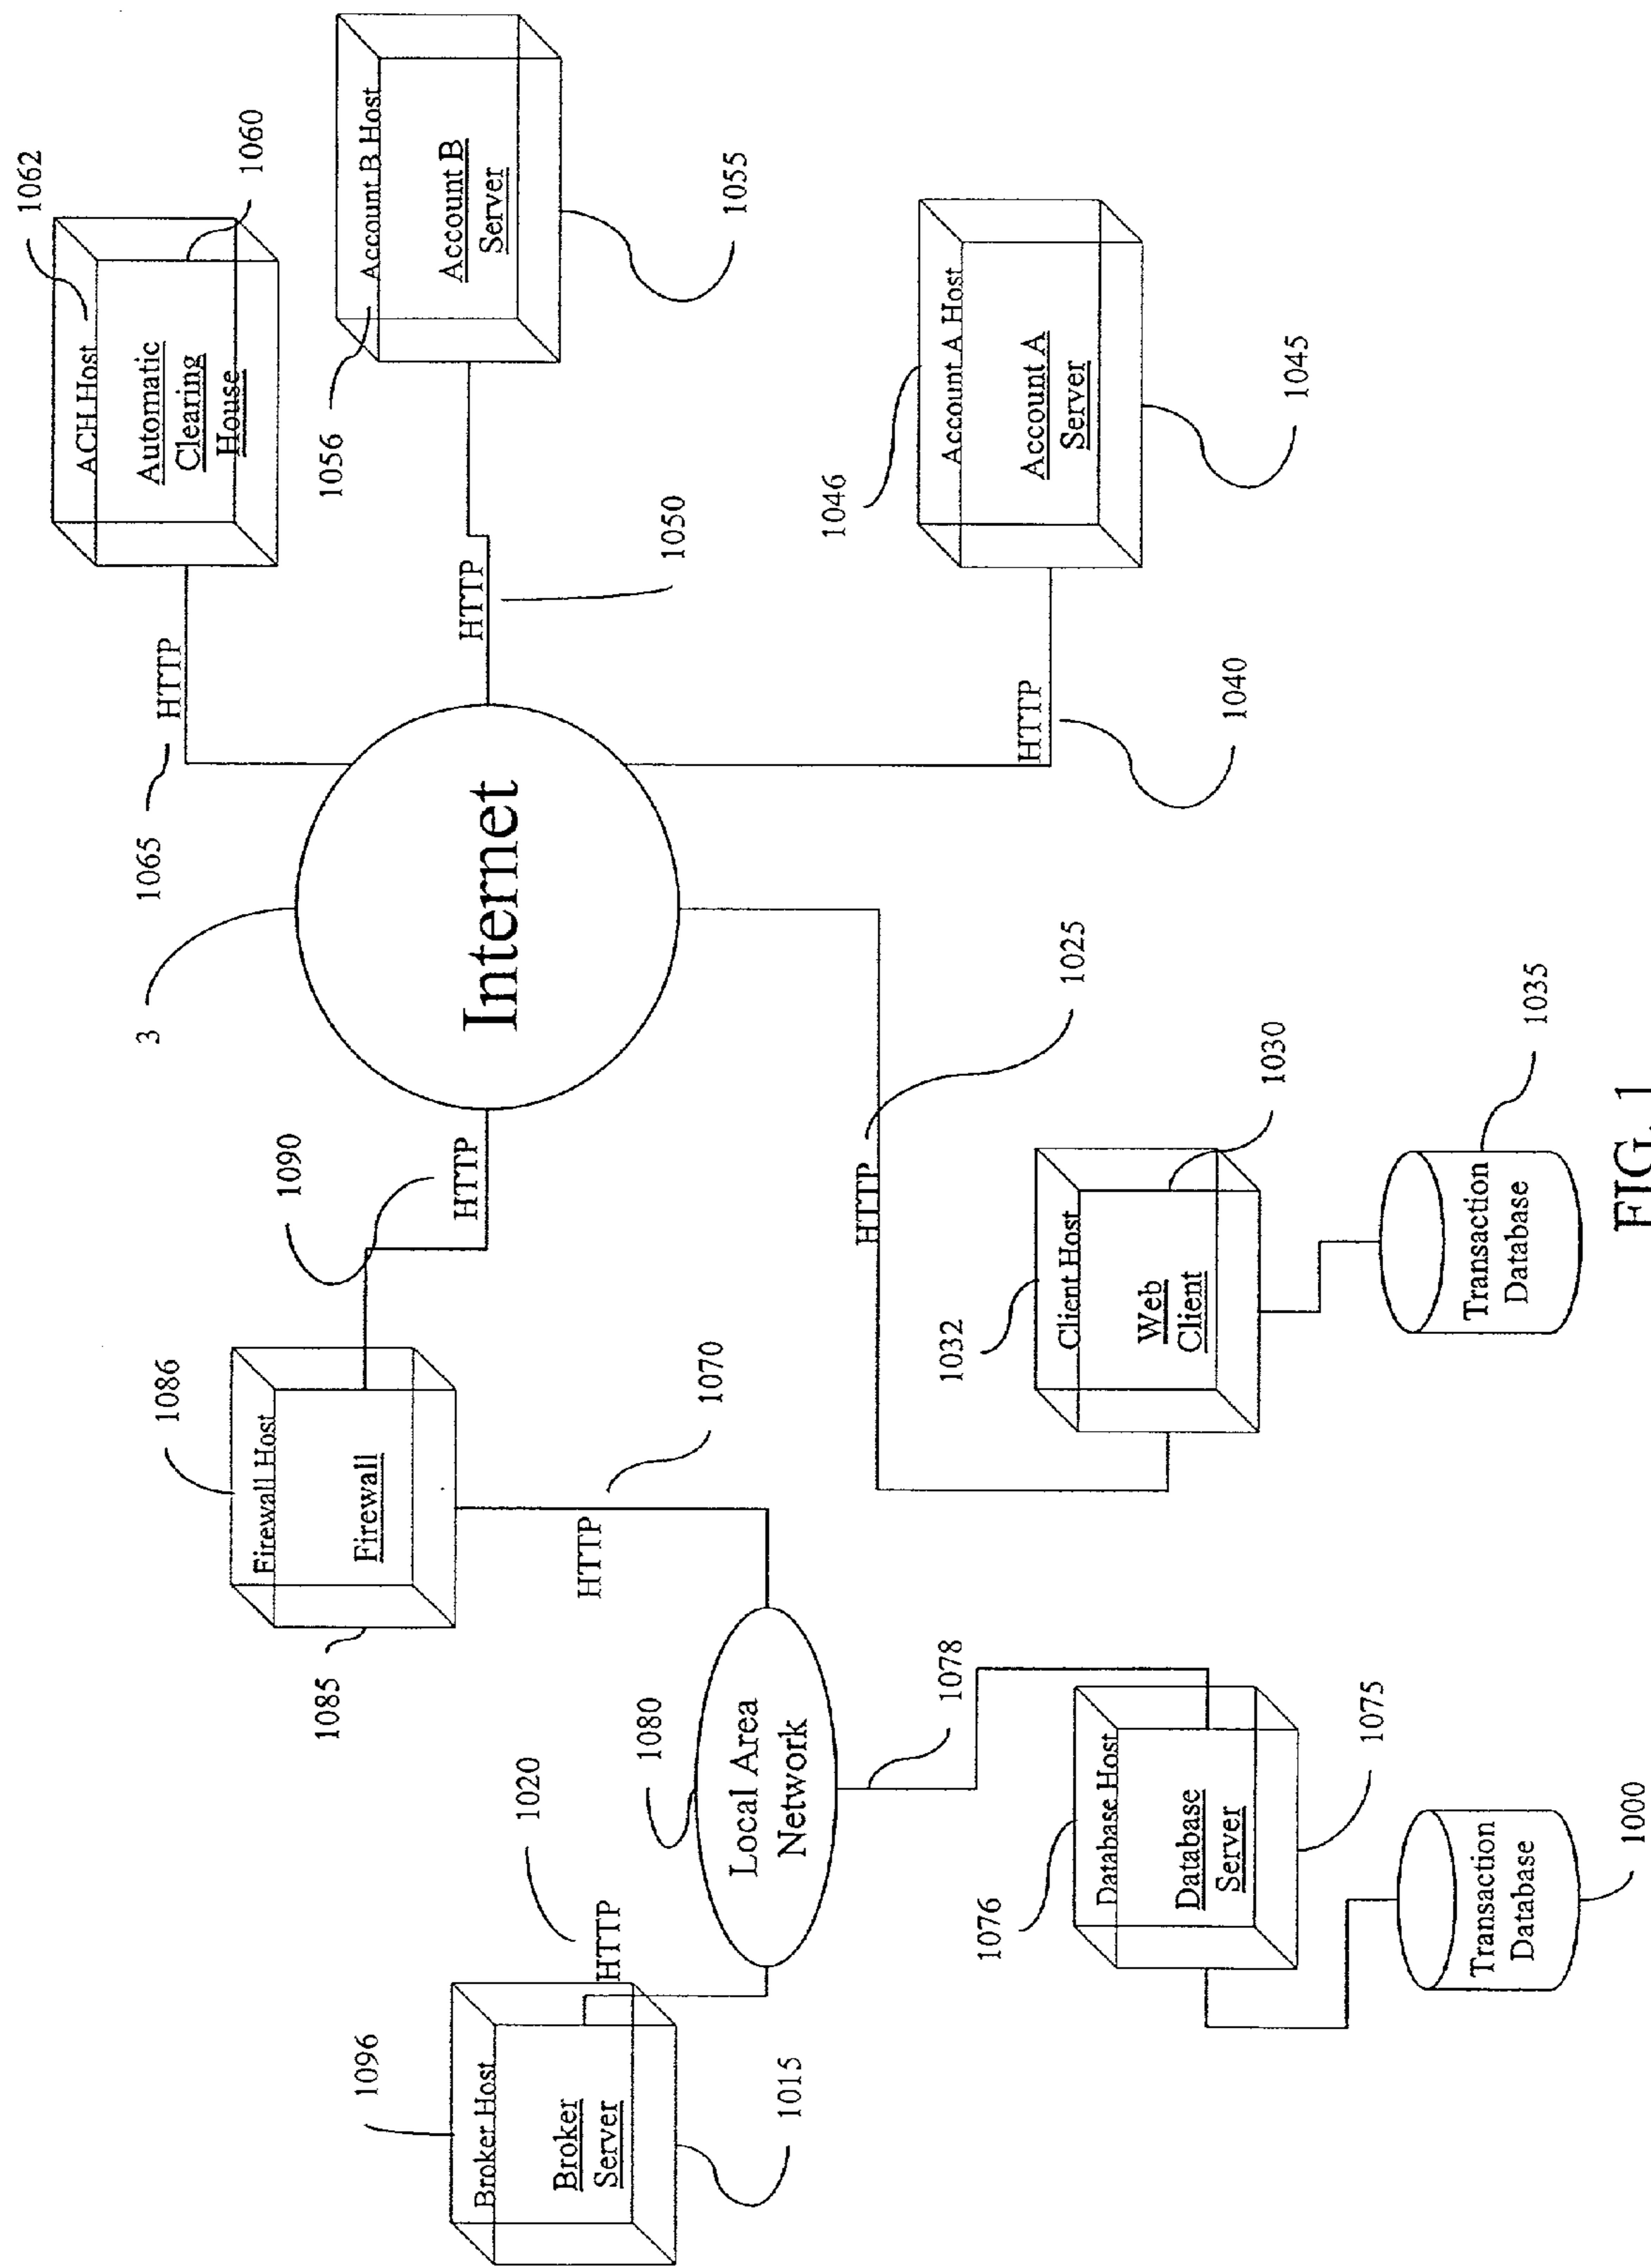 1062
ACH Host
Automatic
Clearing
House
1060
HTTP
1065
1056
Account B Host
Account B
Server
1055
HTTP
1050
3
Internet
1046
Account A Host
Account A
Server
1045
HTTP
1040
1090
HTTP
1086
Firewall Host
Firewall
1085
HTTP
1070
HTTP
1025
1032
Client Host
Web
Client
1030
Transaction
Database
1035
1096
Broker Host
Broker
Server
1015
1020
HTTP
1080
Local Area
Network
1078
1076
Database Host
Database
Server
1075
Transaction
Database
1000
FIG. 1